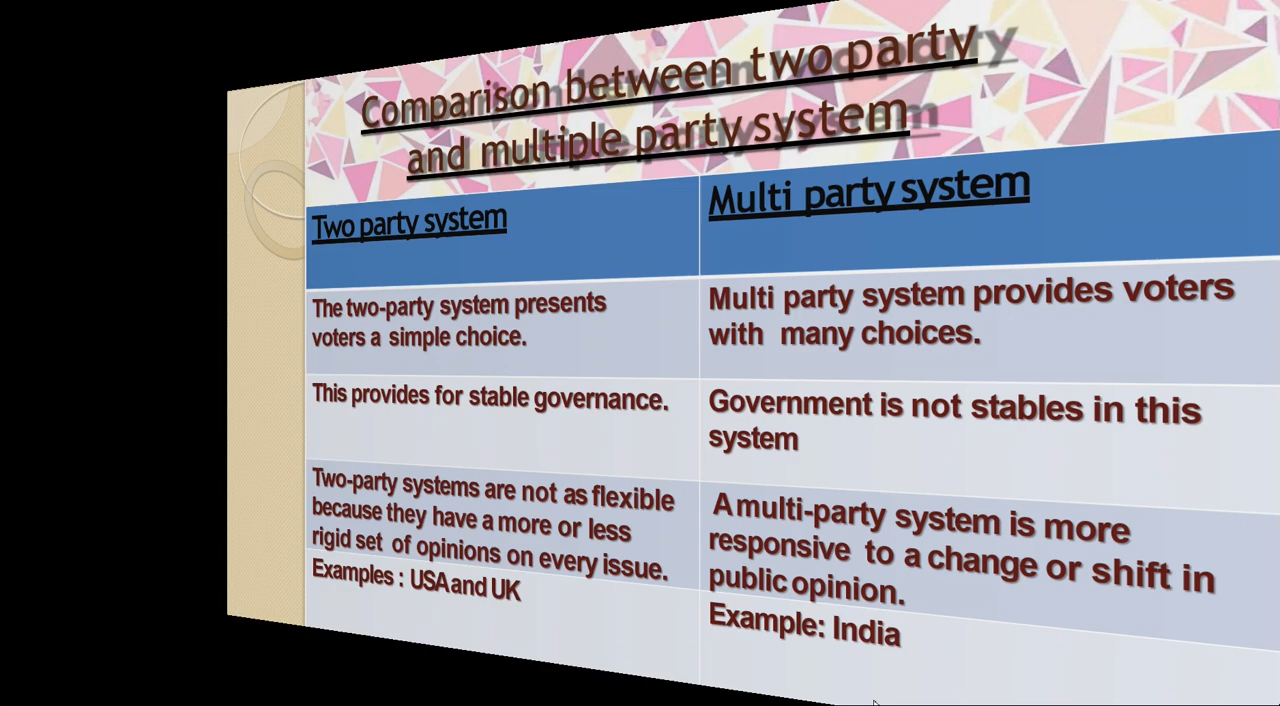 Comparison between two party
and multiple party system
Two party system
Multi party system
The two-party system presents
voters a simple choice.
Multi party system provides voters
with many choices.
This provides for stable governance.
Government is not stables in this
system
Two-party systems are not as flexible
because they have a more or less
rigid set of opinions on every issue.
A multi-party system is more
responsive to a change or shift in
public opinion.
Examples : USA and UK
Example: India